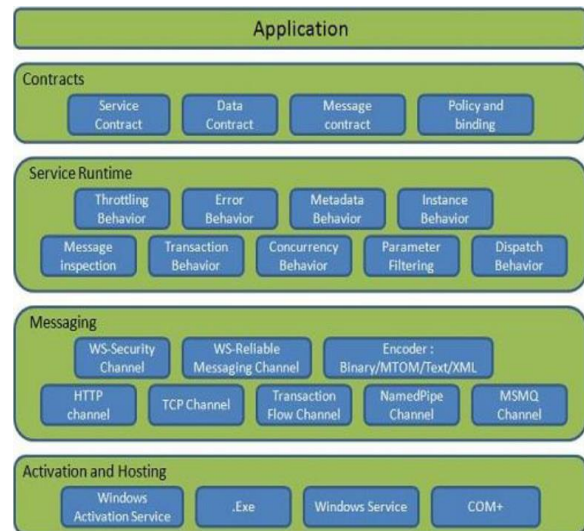 Application
Contracts
Service
Contract
Data
Contract
Message
contract
Policy and
binding
Service Runtime
Throttling
Behavior
Error
Behavior
Metadata
Behavior
Instance
Behavior
Message
inspection
Transaction
Behavior
Concurrency
Behavior
Parameter
Filtering
Dispatch
Behavior
Messaging
WS-Security
Channel
WS-Reliable
Messaging Channel
Encoder :
Binary/MTOM/Text/XML
HTTP
channel
TCP Channel
Transaction
Flow Channel
NamedPipe
Channel
MSMQ
Channel
Activation and Hosting
Windows
Activation Service
.Exe
Windows Service
COM+